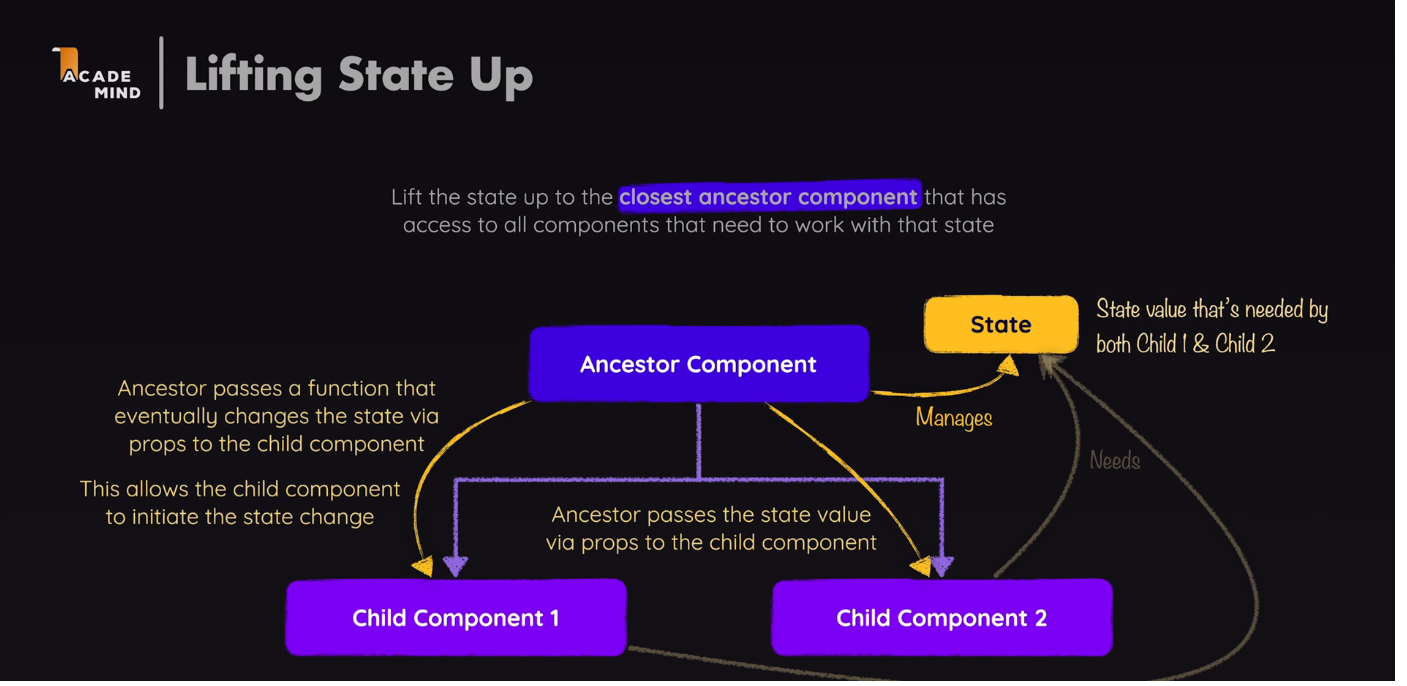 ACADE
MIND
Lifting State Up
Lift the state up to the closest ancestor component that has
access to all components that need to work with that state
State
State value that's needed by
both Child 1 & Child 2
Ancestor Component
Ancestor passes a function that
eventually changes the state via
props to the child component
Manages
Needs
This allows the child component
to initiate the state change
Ancestor passes the state value
via props to the child component
Child Component 1
Child Component 2